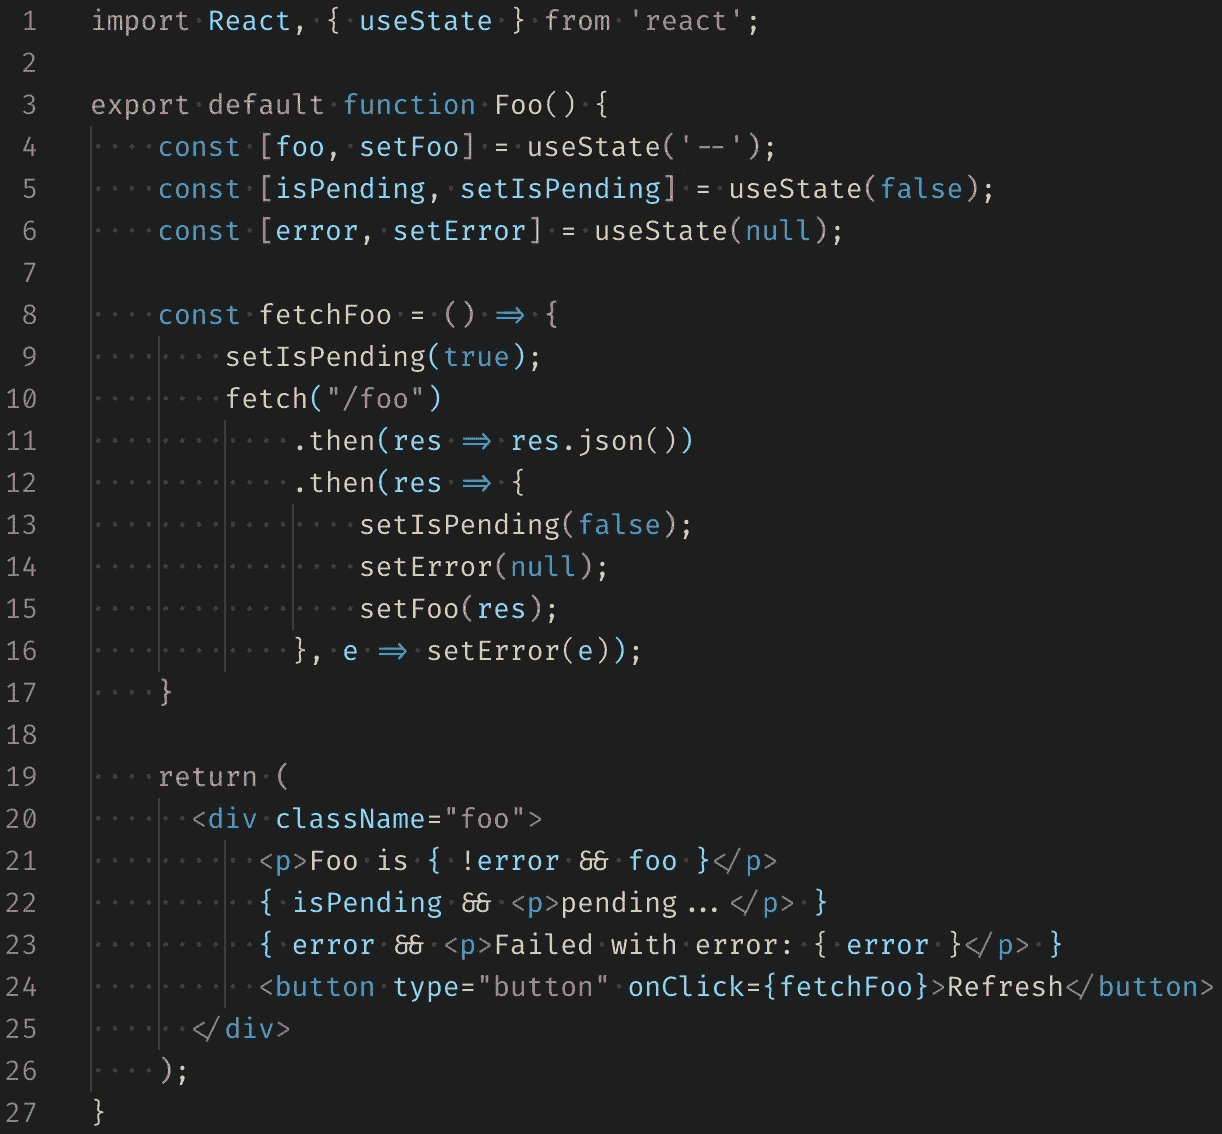 1 import React, { useState } from 'react';
2
3 export default function Foo() {
4     const [foo, setFoo] = useState('--');
5     const [isPending, setIsPending] = useState(false);
6     const [error, setError] = useState(null);
7
8     const fetchFoo = () => {
9         setIsPending(true);
10         fetch("/foo")
11             .then(res => res.json())
12             .then(res => {
13                 setIsPending(false);
14                 setError(null);
15                 setFoo(res);
16             }, e => setError(e));
17     }
18
19     return (
20       <div className="foo">
21           <p>Foo is { !error && foo }</p>
22           { isPending && <p>pending...</p> }
23           { error && <p>Failed with error: { error }</p> }
24           <button type="button" onClick={fetchFoo}>Refresh</button>
25       </div>
26     );
27 }